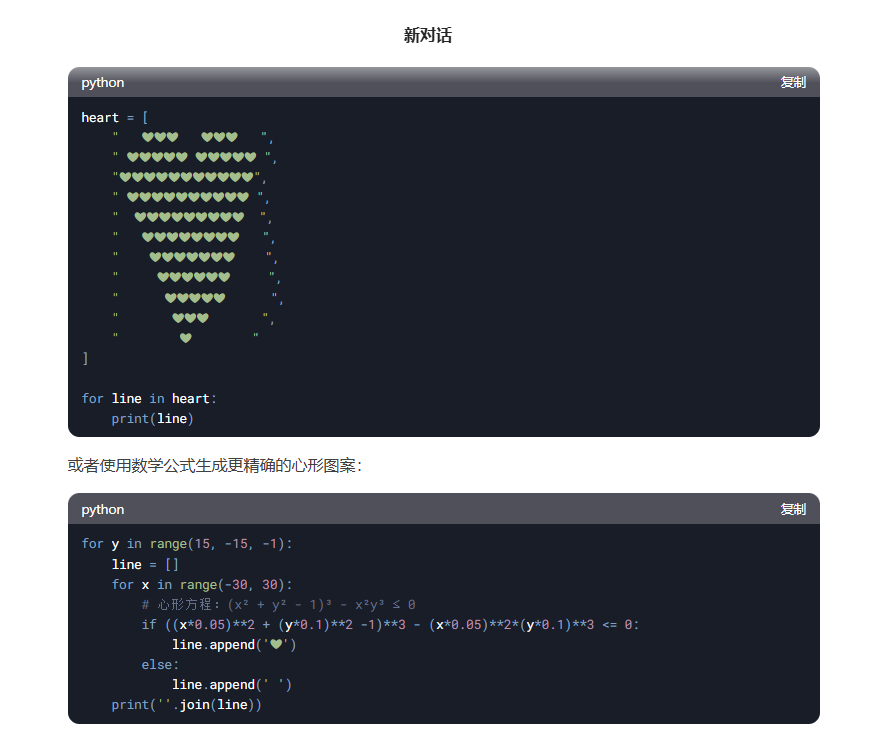 新对话
python 复制
heart = [
    "   ♥♥♥   ♥♥♥   ",
    " ♥♥♥♥♥ ♥♥♥♥♥ ",
    "♥♥♥♥♥♥♥♥♥♥♥",
    " ♥♥♥♥♥♥♥♥♥♥ ",
    "  ♥♥♥♥♥♥♥♥♥  ",
    "   ♥♥♥♥♥♥♥♥   ",
    "    ♥♥♥♥♥♥♥    ",
    "     ♥♥♥♥♥♥     ",
    "      ♥♥♥♥♥      ",
    "       ♥♥♥       ",
    "        ♥        "
]

for line in heart:
    print(line)
或者使用数学公式生成更精确的心形图案：
python 复制
for y in range(15, -15, -1):
    line = []
    for x in range(-30, 30):
        # 心形方程：(x² + y² - 1)³ - x²y³ ≤ 0
        if ((x*0.05)**2 + (y*0.1)**2 -1)**3 - (x*0.05)**2*(y*0.1)**3 <= 0:
            line.append('♥')
        else:
            line.append(' ')
    print(''.join(line))